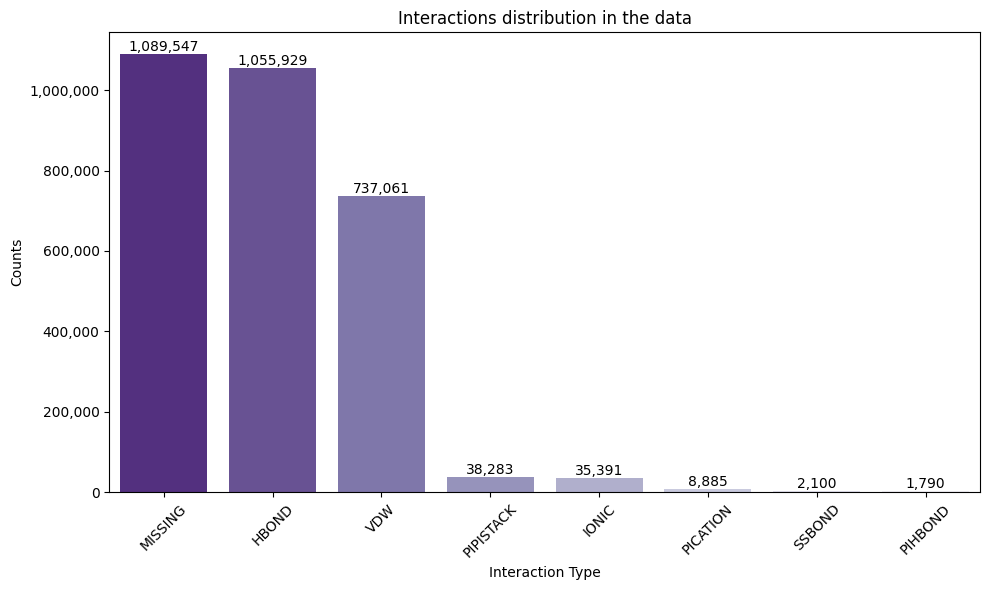 Interactions distribution in the data
1,089,547
1,055,929
737,061
38,283
35,391
8,885
2,100
1,790
1,000,000
800,000
600,000
400,000
200,000
0
Counts
MISSING
HBOND
VDW
PIPISTACK
IONIC
PICATION
SSBOND
PIHBOND
Interaction Type